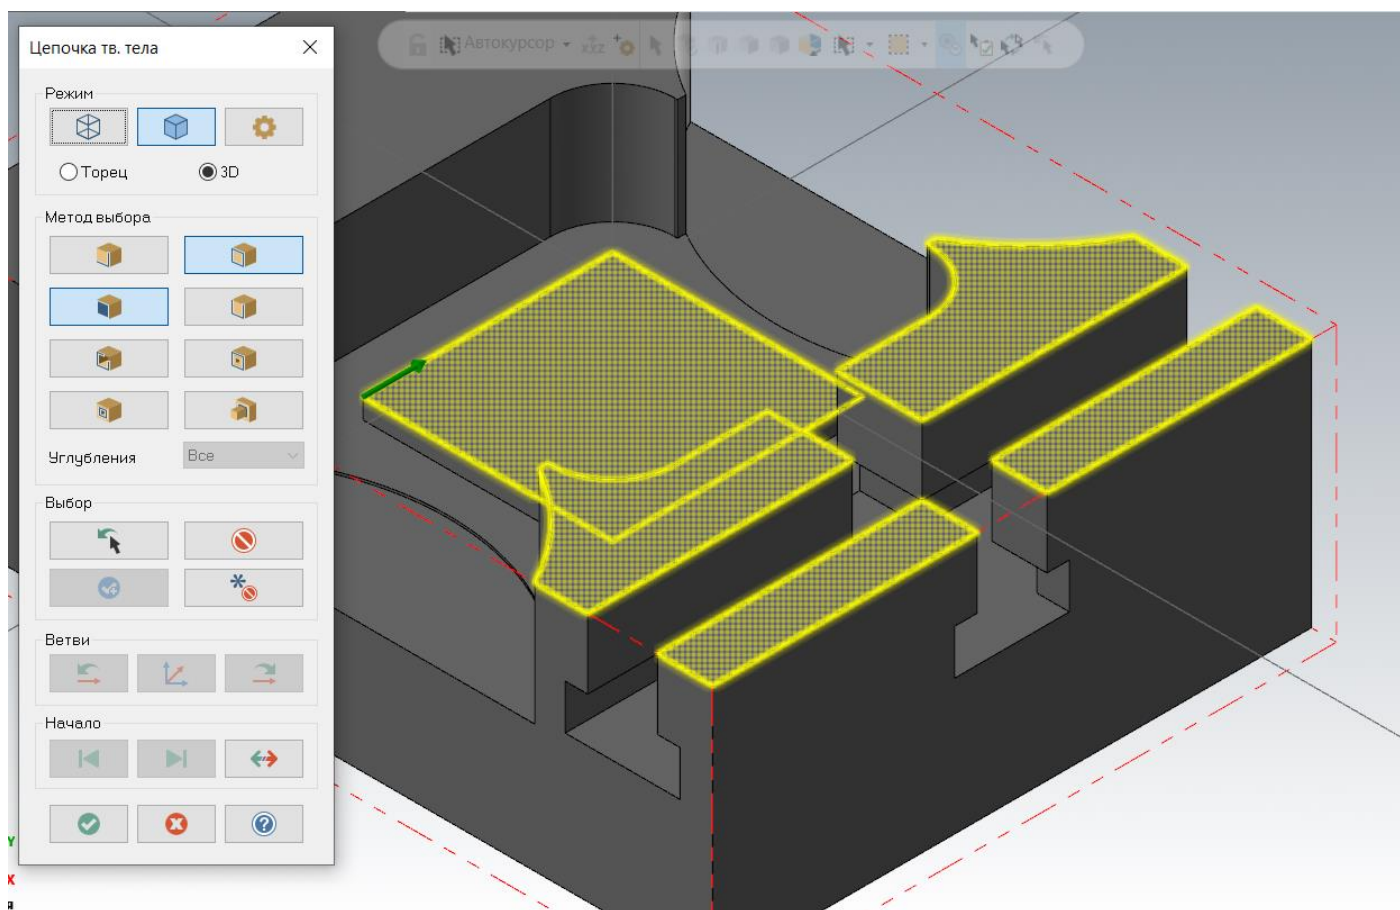 Цепочка тв. тела
Автокурсор
Режим
Торец
3D
Метод выбора
Углубления
Все
Выбор
Ветви
Начало
Y
X
я